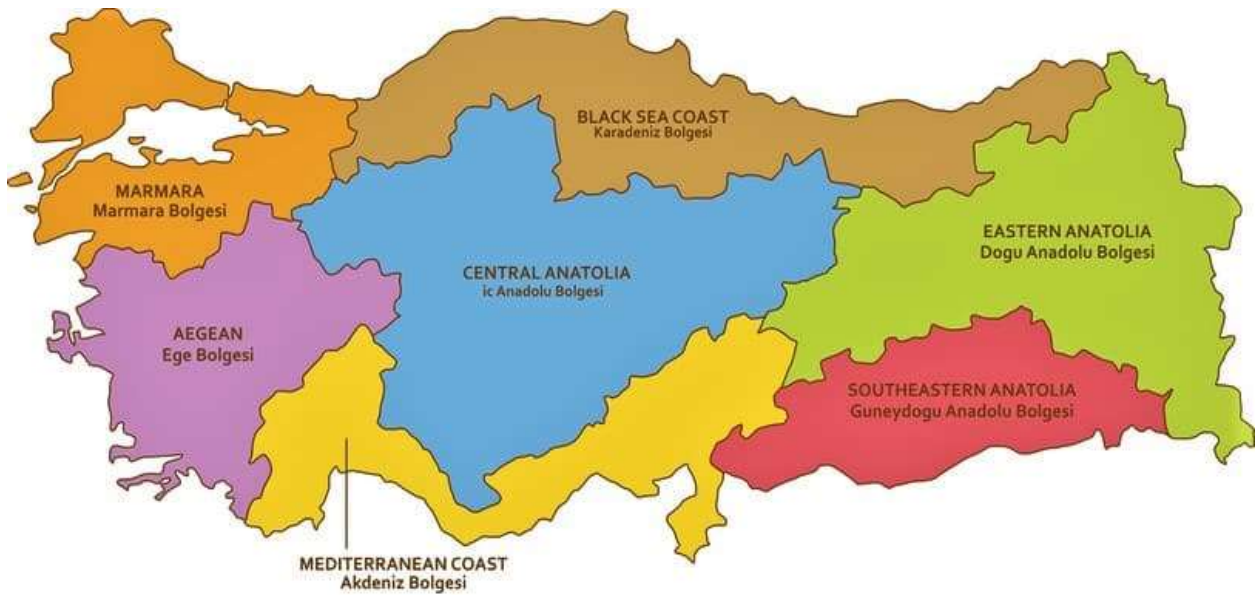 BLACK SEA COAST
Karadeniz Bolgesi
MARMARA
Marmara Bolgesi
EASTERN ANATOLIA
Dogu Anadolu Bolgesi
CENTRAL ANATOLIA
ic Anadolu Bolgesi
AEGEAN
Ege Bolgesi
SOUTHEASTERN ANATOLIA
Guneydogu Anadolu Bolgesi
MEDITERRANEAN COAST
Akdeniz Bolgesi